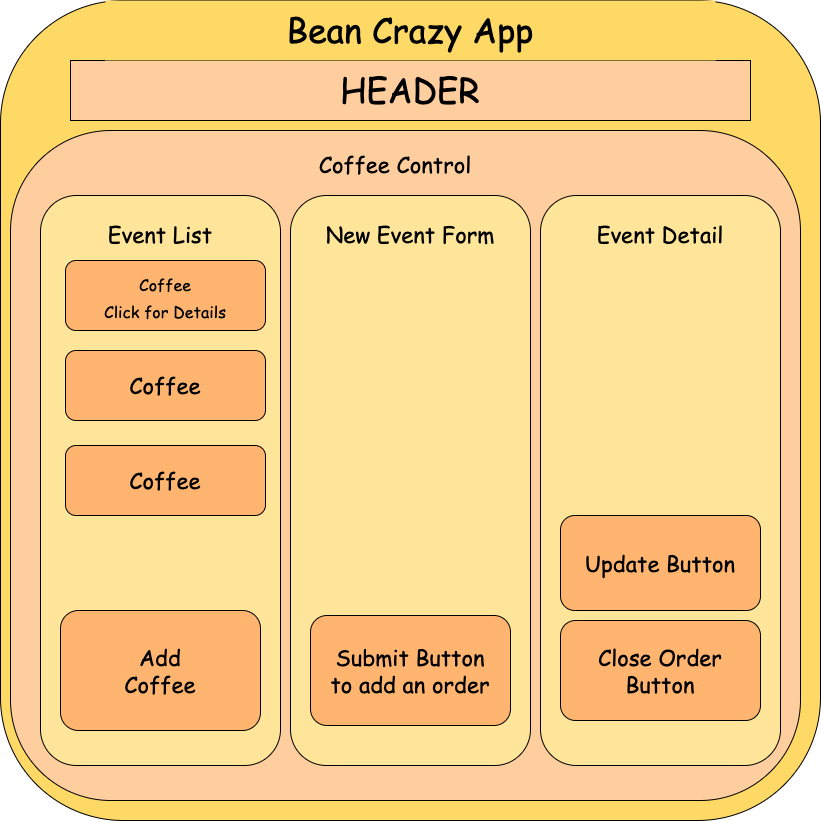 Bean Crazy App
HEADER
Coffee Control
Event List
Coffee
Click for Details
Coffee
Coffee
Add
Coffee
New Event Form
Submit Button
to add an order
Event Detail
Update Button
Close Order
Button